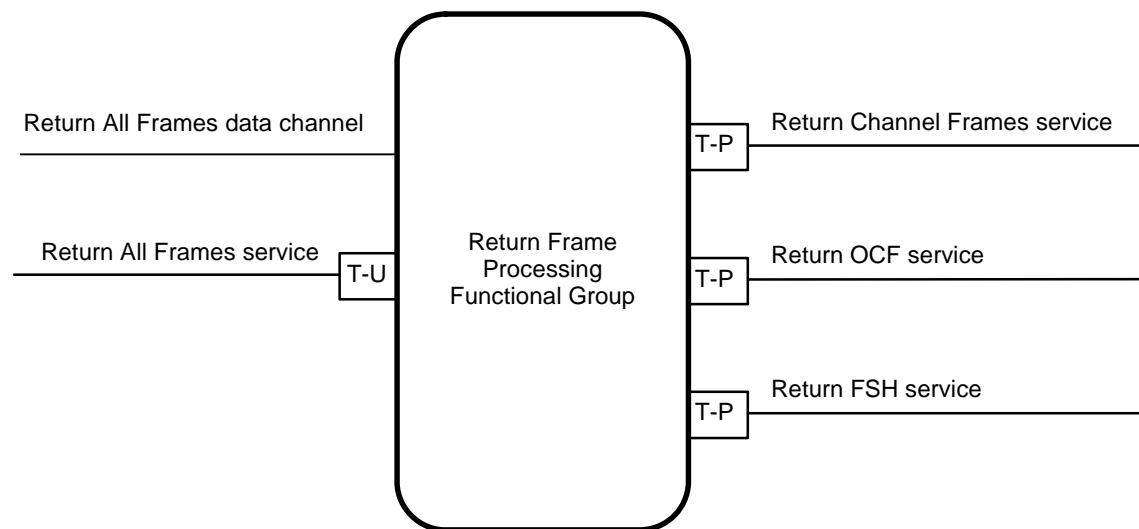 Return All Frames data channel
Return All Frames service
T-U
Return Frame
Processing
Functional Group
T-P
Return Channel Frames service
T-P
Return OCF service
T-P
Return FSH service